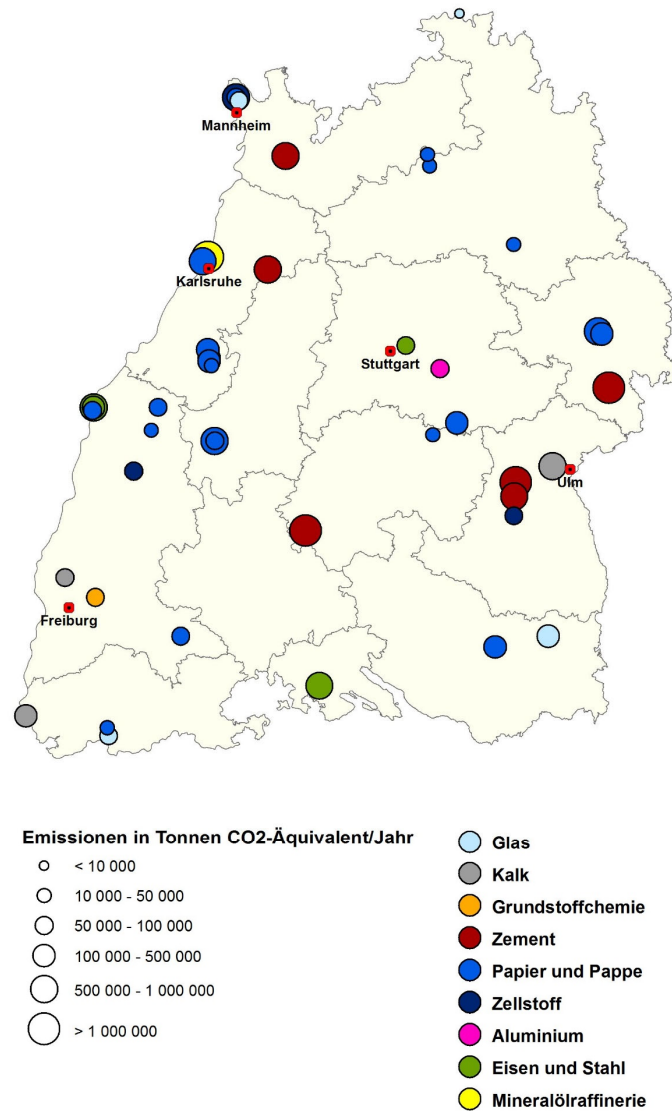 Mannheim
Karlsruhe
Stuttgart
Ulm
Freiburg
Emissionen in Tonnen CO2-Äquivalent/Jahr
< 10 000
10 000 - 50 000
50 000 - 100 000
100 000 - 500 000
500 000 - 1 000 000
> 1 000 000
Glas
Kalk
Grundstoffchemie
Zement
Papier und Pappe
Zellstoff
Aluminium
Eisen und Stahl
Mineralölraffinerie